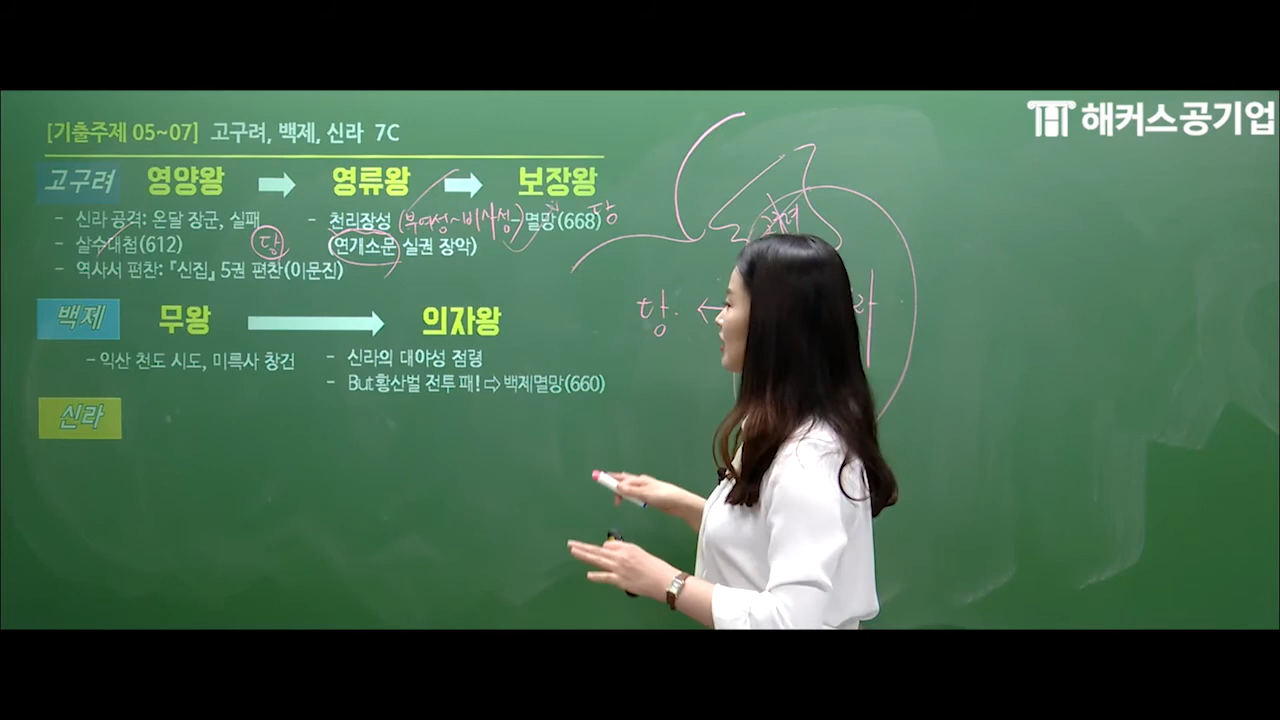 해커스공기업
[기출주제 05~07] 고구려, 백제, 신라 7C
고구려 영양왕 영류왕 보장왕
- 신라 공격: 온달 장군, 실패 - 천리장성 (부여성~비사성) 멸망(668) 당
- 살수대첩(612) 당 (연개소문 실권 장악)
- 역사서 편찬: 『신집』 5권 편찬(이문진)
백제 무왕 의자왕
- 익산 천도 시도, 미륵사 창건 - 신라의 대야성 점령
- But황산벌 전투 패! ⇨ 백제멸망(660)
신라
당 ←